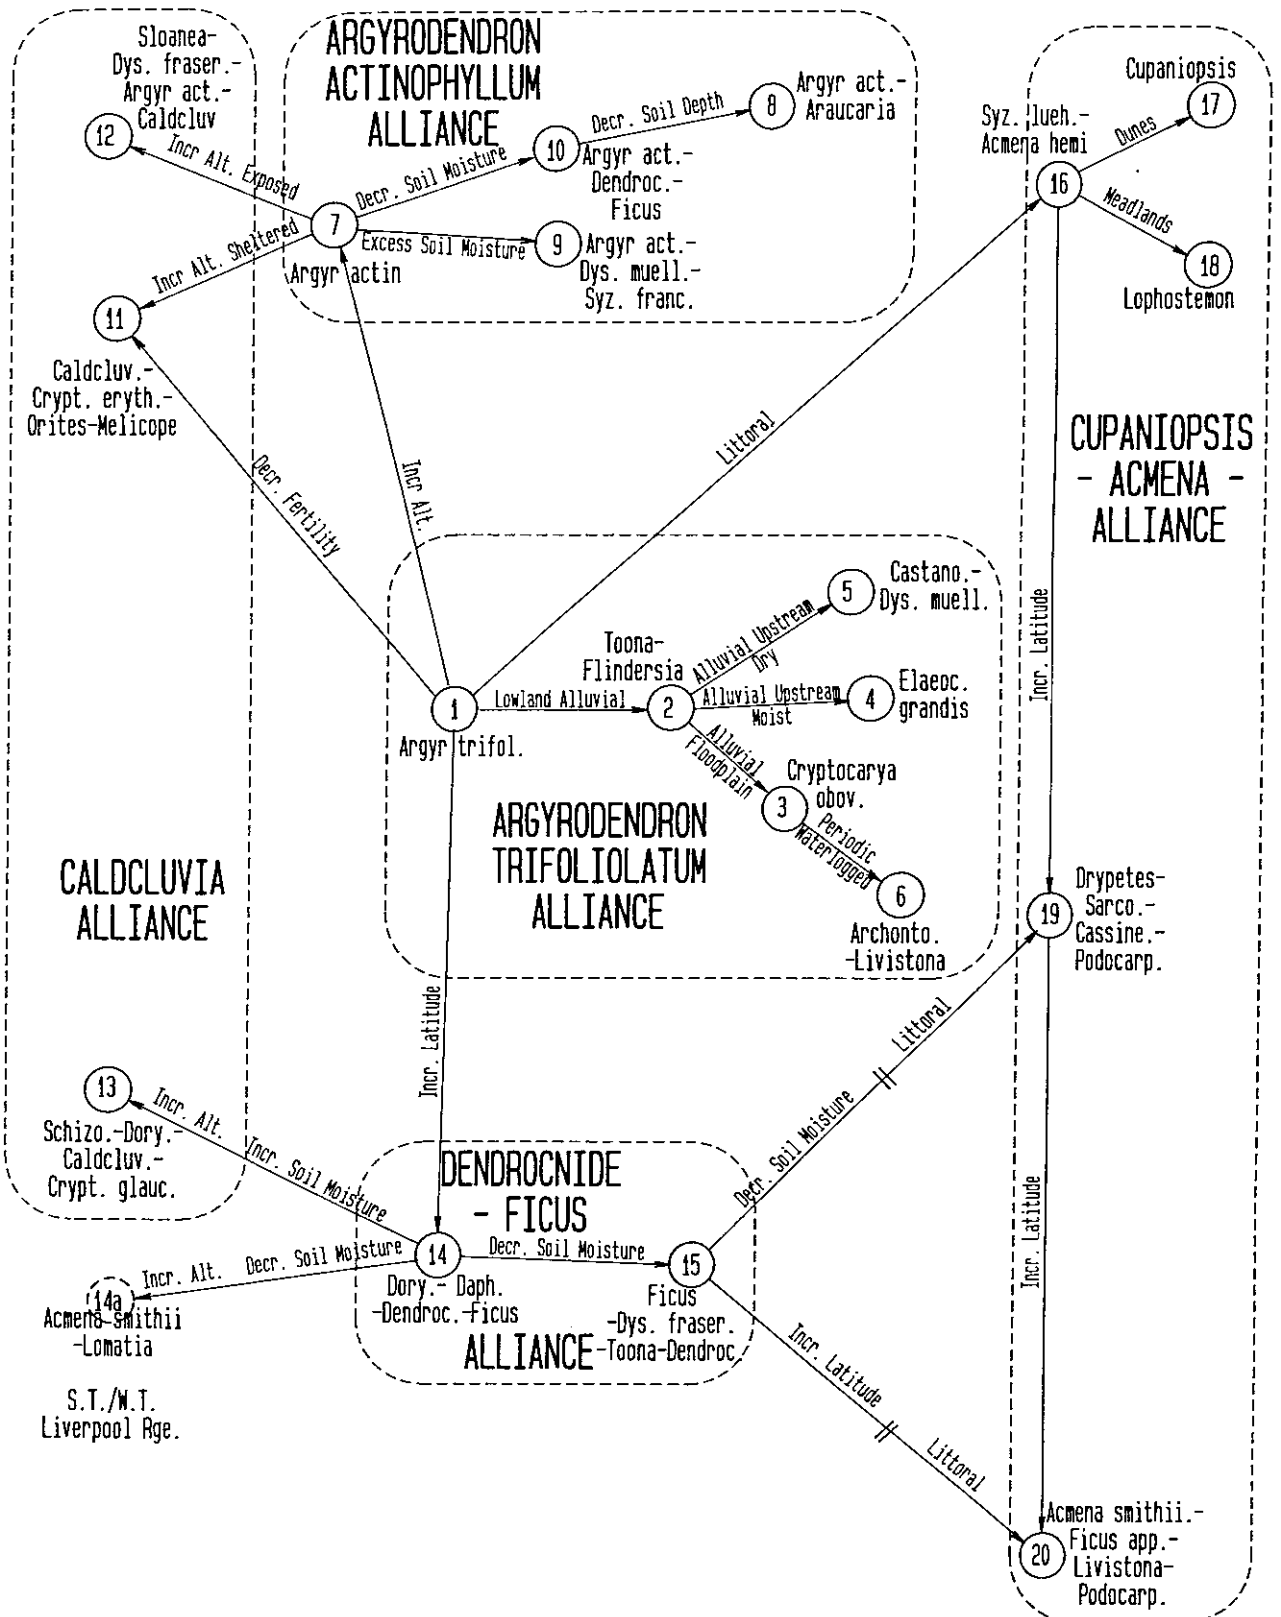 Sloanea-
Dys. fraser.-
Argyr act.-
Caldcluv
12
Incr Alt. Exposed
Incr Alt. Sheltered
11
Caldcluv.-
Crypt. eryth.-
Orites-Melicope
Decr. Fertility
CALDCLUVIA
ALLIANCE
13
Schizo.-Dory.-
Caldcluv.-
Crypt. glauc.
Incr. Alt.
Incr. Soil Moisture
ARGYRODENDRON
ACTINOPHYLLUM
ALLIANCE
7
Argyr actin
Decr. Soil Moisture
10
Argyr act.-
Dendroc.-
Ficus
Decr. Soil Depth
8
Argyr act.-
Araucaria
Excess Soil Moisture
9
Argyr act.-
Dys. muell.-
Syz. franc.
Incr Alt.
Littoral
Cupaniopsis
17
Syz. lueh.-
Acmena hemi
16
Dunes
Meadlands
18
Lophostemon
CUPANIOPSIS
- ACMENA -
ALLIANCE
Incr. Latitude
1
Argyr trifol.
Lowland Alluvial
Toona-
Flindersia
2
Alluvial Upstream
Dry
5
Castano.-
Dys. muell.
Alluvial Upstream
Moist
4
Elaeoc.
grandis
Alluvial
Floodplain
3
Cryptocarya
obov.
Periodic
Waterlogged
6
Archonto.
-Livistona
ARGYRODENDRON
TRIFOLIOLATUM
ALLIANCE
19
Drypetes-
Sarco.-
Cassine.-
Podocarp.
Incr. Latitude
DENDROCNIDE
- FICUS
14
Dory.- Daph.
-Dendroc.-Ficus
Decr. Soil Moisture
15
Ficus
-Dys. fraser.
-Toona-Dendroc.
ALLIANCE
Incr. Alt.
Decr. Soil Moisture
14a
Acmena smithii
-Lomatia
S.T./W.T.
Liverpool Rge.
Decr. Soil Moisture
Littoral
Incr. Latitude
Littoral
Incr. Latitude
20
Acmena smithii.-
Ficus app.-
Livistona-
Podocarp.